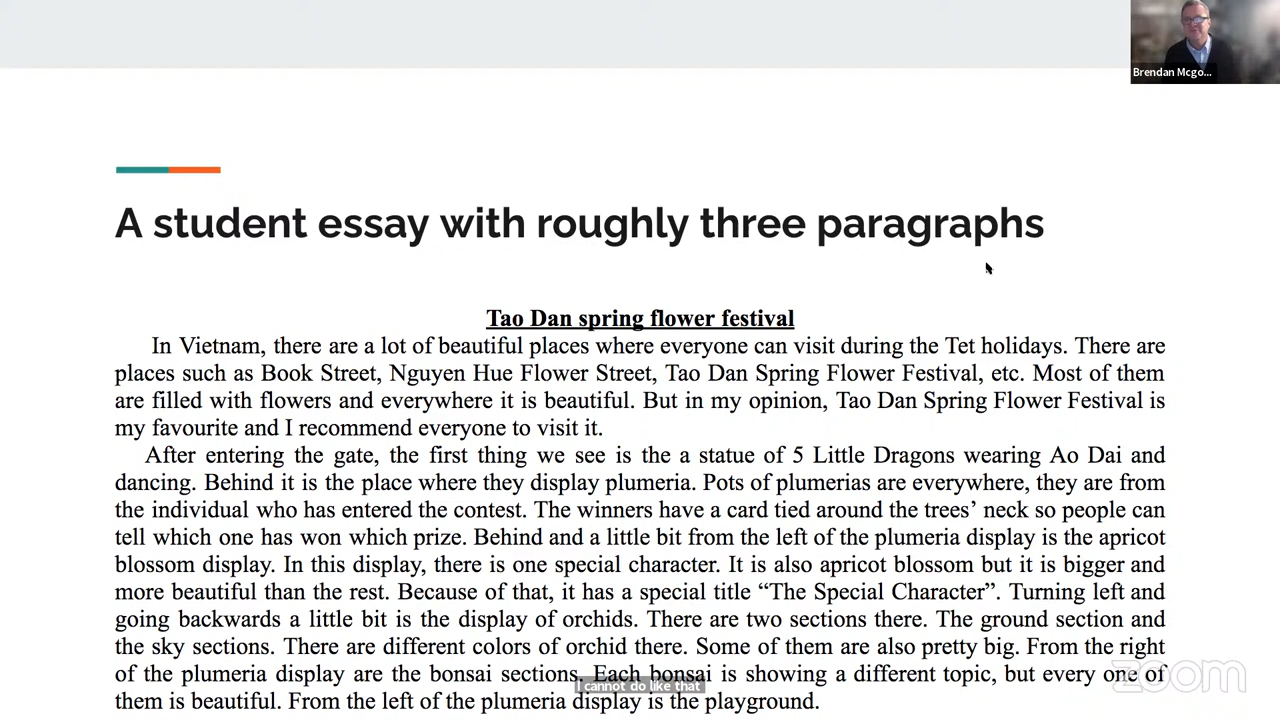 Brendan Mcgo...
A student essay with roughly three paragraphs
Tao Dan spring flower festival
In Vietnam, there are a lot of beautiful places where everyone can visit during the Tet holidays. There are
places such as Book Street, Nguyen Hue Flower Street, Tao Dan Spring Flower Festival, etc. Most of them
are filled with flowers and everywhere it is beautiful. But in my opinion, Tao Dan Spring Flower Festival is
my favourite and I recommend everyone to visit it.
After entering the gate, the first thing we see is the a statue of 5 Little Dragons wearing Ao Dai and
dancing. Behind it is the place where they display plumeria. Pots of plumerias are everywhere, they are from
the individual who has entered the contest. The winners have a card tied around the trees’ neck so people can
tell which one has won which prize. Behind and a little bit from the left of the plumeria display is the apricot
blossom display. In this display, there is one special character. It is also apricot blossom but it is bigger and
more beautiful than the rest. Because of that, it has a special title “The Special Character”. Turning left and
going backwards a little bit is the display of orchids. There are two sections there. The ground section and
the sky sections. There are different colors of orchid there. Some of them are also pretty big. From the right
of the plumeria display are the bonsai sections. Each bonsai is showing a different topic, but every one of
them is beautiful. From the left of the plumeria display is the playground.
I cannot do like that
zoom